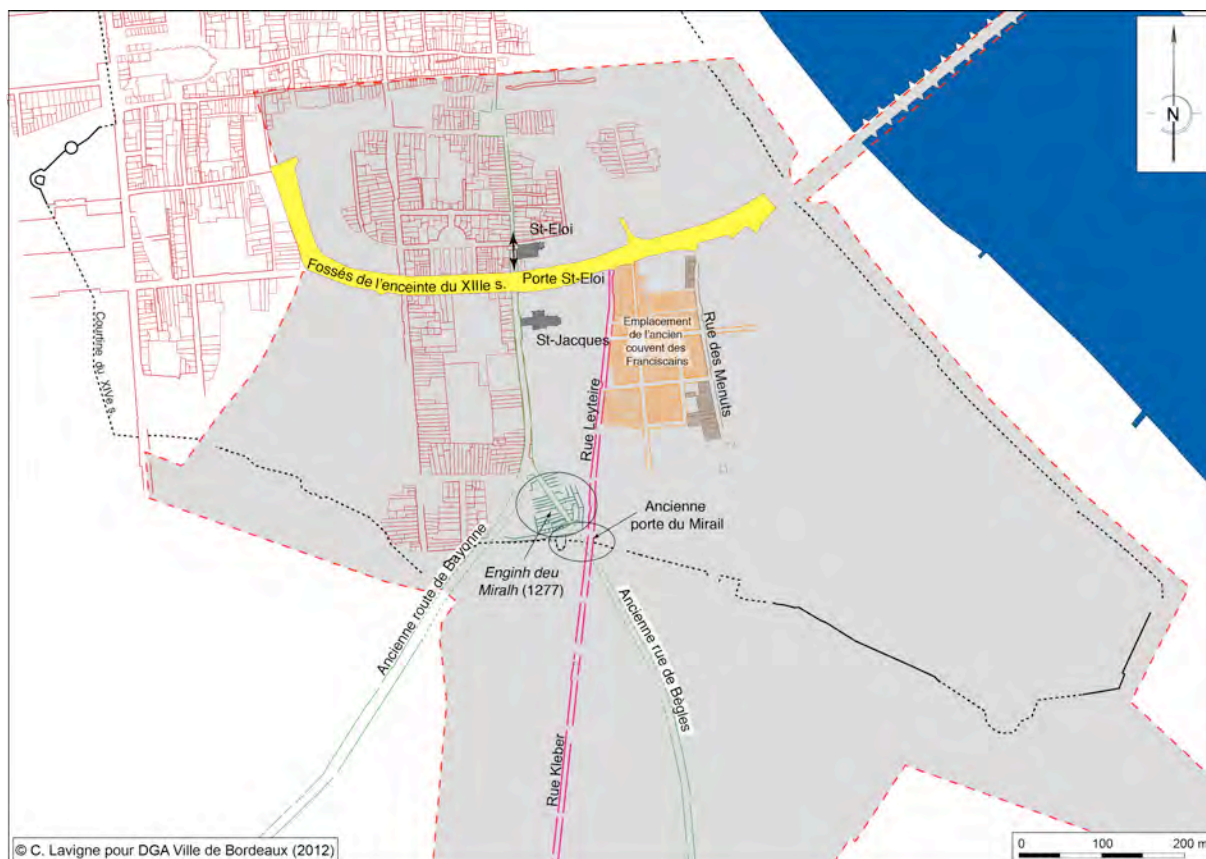 N
St-Eloi
Fossés de l'enceinte du XIIIe s.
Porte St-Eloi
Courtine du XIVe s.
St-Jacques
Emplacement
de l'ancien
couvent des
Franciscains
Rue des Menuts
Rue Leyteire
Ancienne
porte du Mirail
Enginh deu
Miralh (1277)
Ancienne route de Bayonne
Ancienne rue de Bègles
Rue Kleber
© C. Lavigne pour DGA Ville de Bordeaux (2012)
0 100 200 m